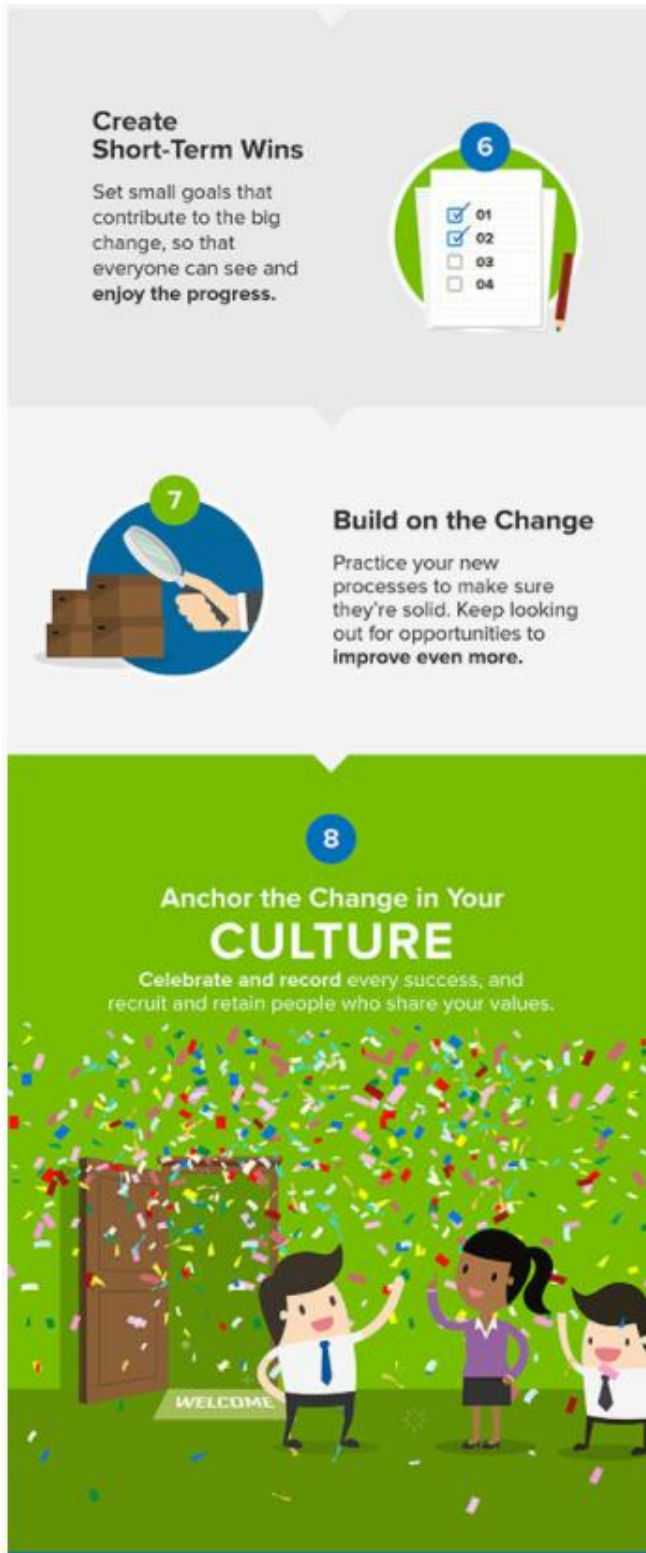 Create
Short-Term Wins
Set small goals that
contribute to the big
change, so that
everyone can see and
enjoy the progress.
6
01
02
03
04
7
Build on the Change
Practice your new
processes to make sure
they're solid. Keep looking
out for opportunities to
improve even more.
8
Anchor the Change in Your
CULTURE
Celebrate and record every success, and
recruit and retain people who share your values.
WELCOME